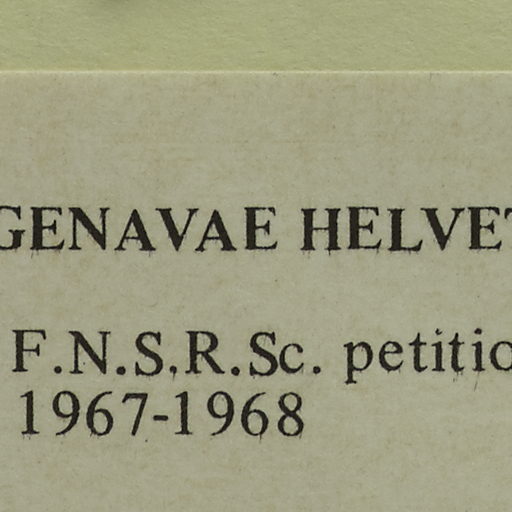 GENAVAE HELVET
F.N.S.R.Sc. petitio
1967-1968